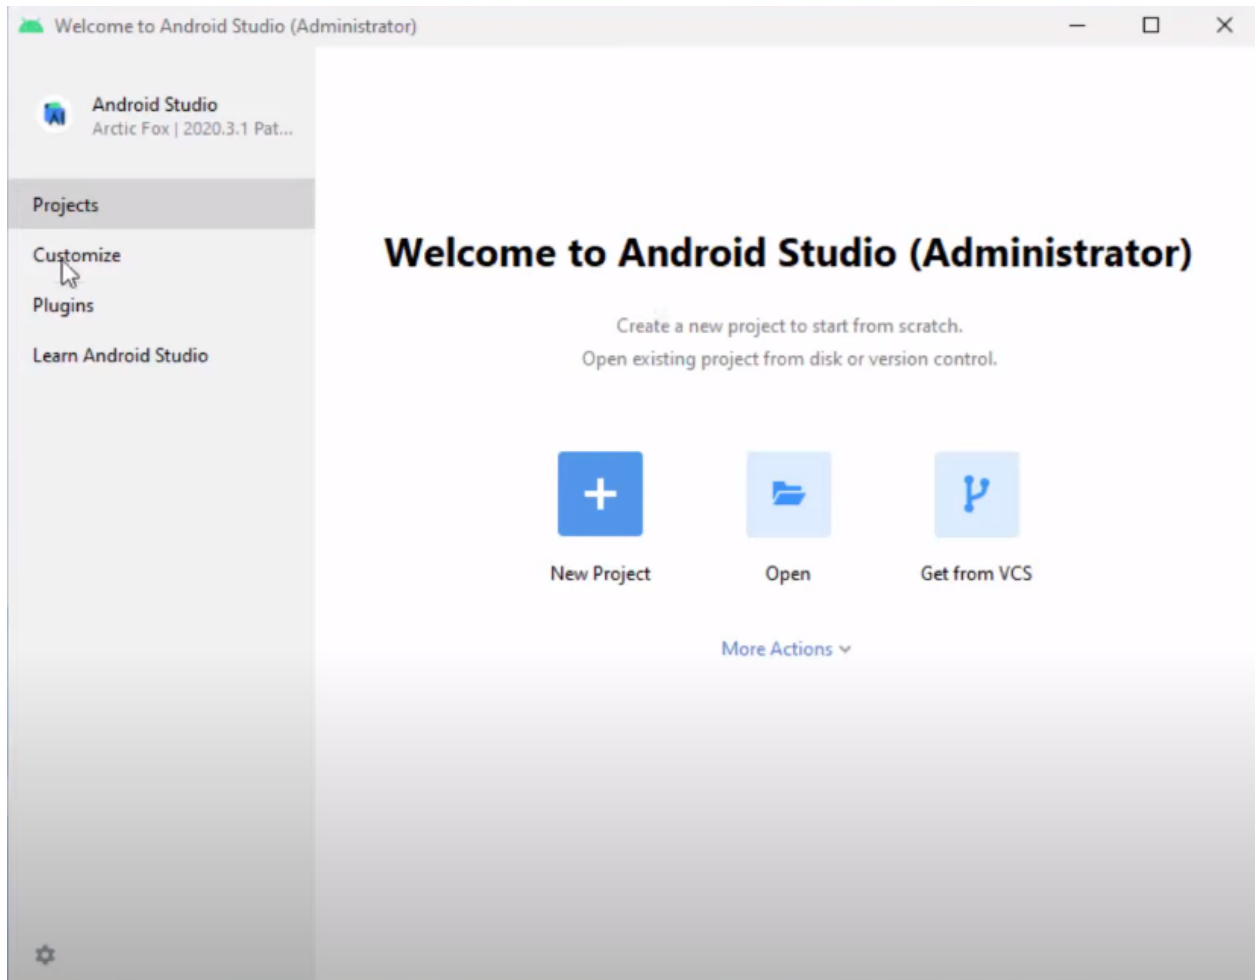 Welcome to Android Studio (Administrator)
Android Studio
Arctic Fox | 2020.3.1 Pat...
Projects
Customize
Plugins
Learn Android Studio
Welcome to Android Studio (Administrator)
Create a new project to start from scratch.
Open existing project from disk or version control.
New Project
Open
Get from VCS
More Actions